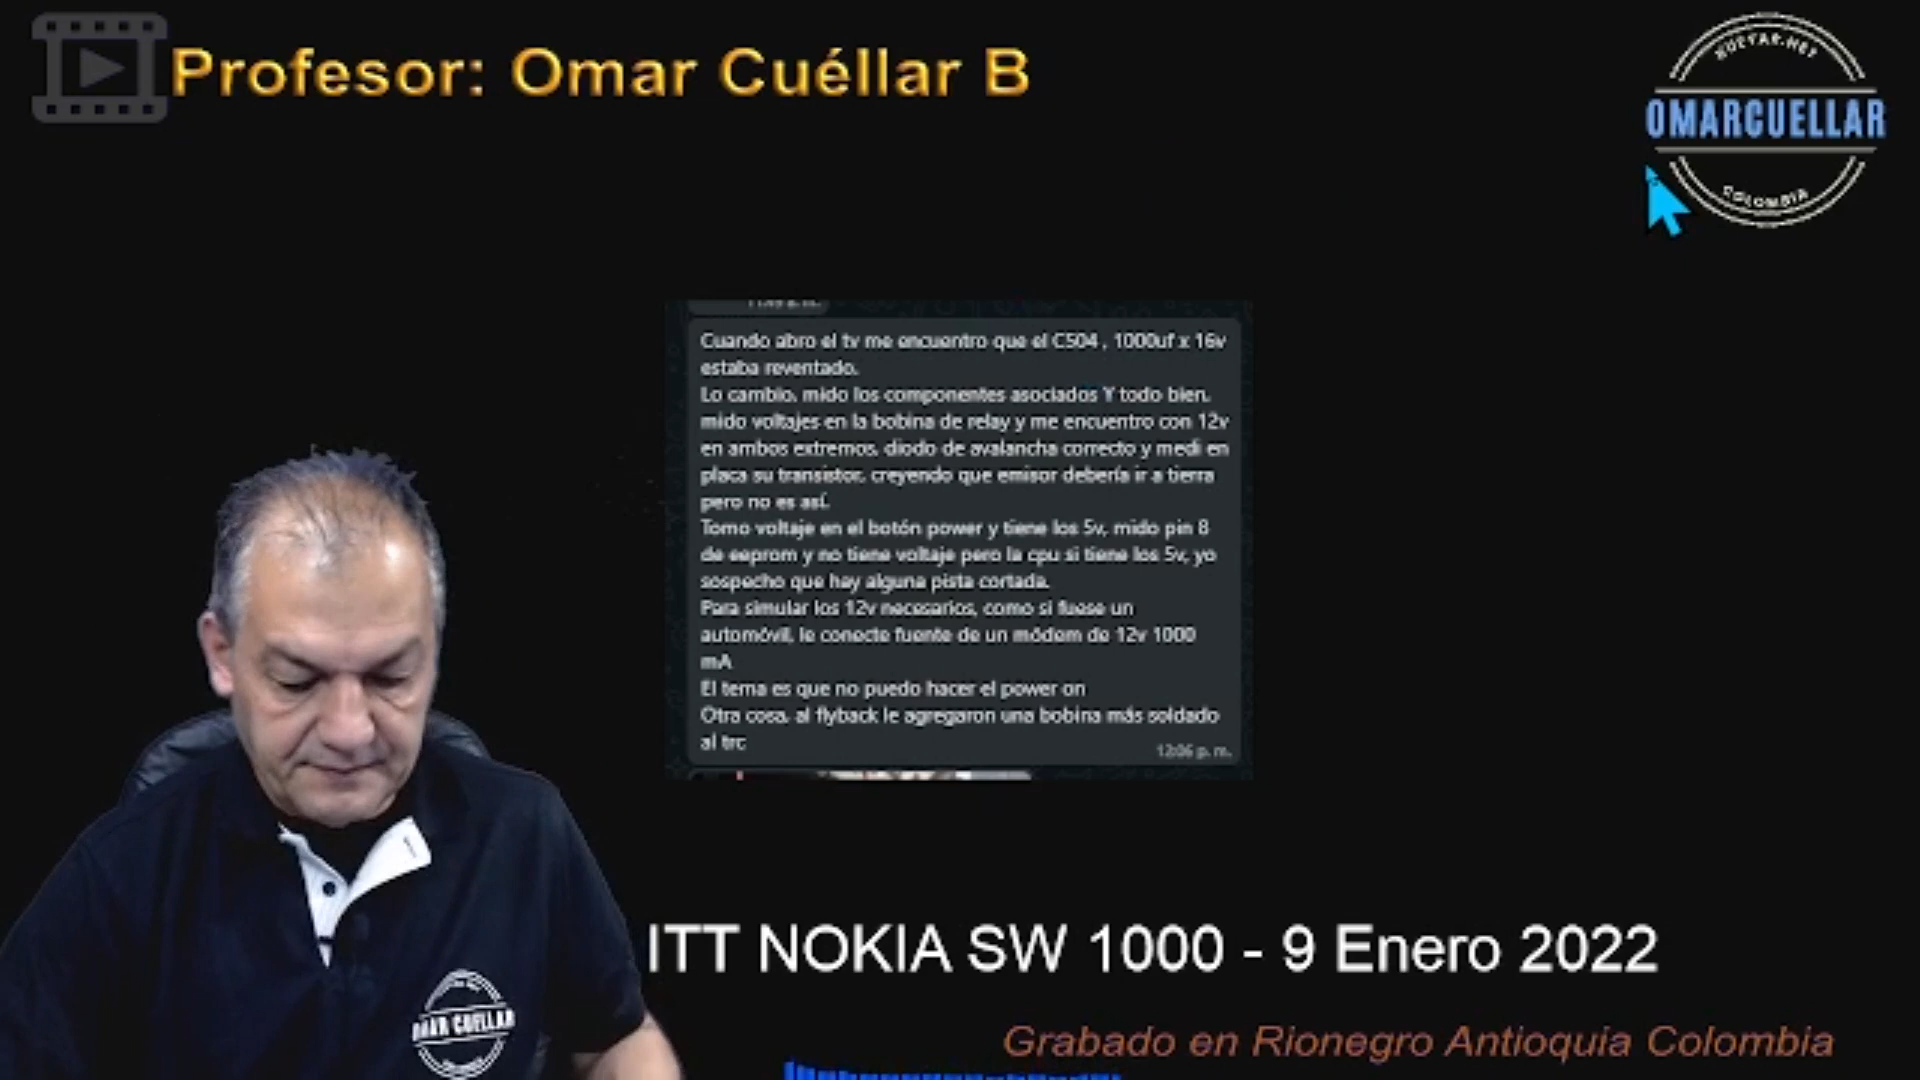 Profesor: Omar Cuéllar B
OMARCUELLAR
COLOMBIA
Cuando abro el tv me encuentro que el C504 , 1000uf x 16v
estaba reventado.
Lo cambio, mido los componentes asociados Y todo bien,
mido voltajes en la bobina de relay y me encuentro con 12v
en ambos extremos, diodo de avalancha correcto y medi en
placa su transistor, creyendo que emisor debería ir a tierra
pero no es así.
Tomo voltaje en el botón power y tiene los 5v, mido pin 8
de eeprom y no tiene voltaje pero la cpu si tiene los 5v, yo
sospecho que hay alguna pista cortada.
Para simular los 12v necesarios, como si fuese un
automóvil, le conecte fuente de un módem de 12v 1000
mA
El tema es que no puedo hacer el power on
Otra cosa, al flyback le agregaron una bobina más soldado
al trc
12:06 p. m.
ITT NOKIA SW 1000 - 9 Enero 2022
OMAR CUELLAR
Grabado en Rionegro Antioquia Colombia